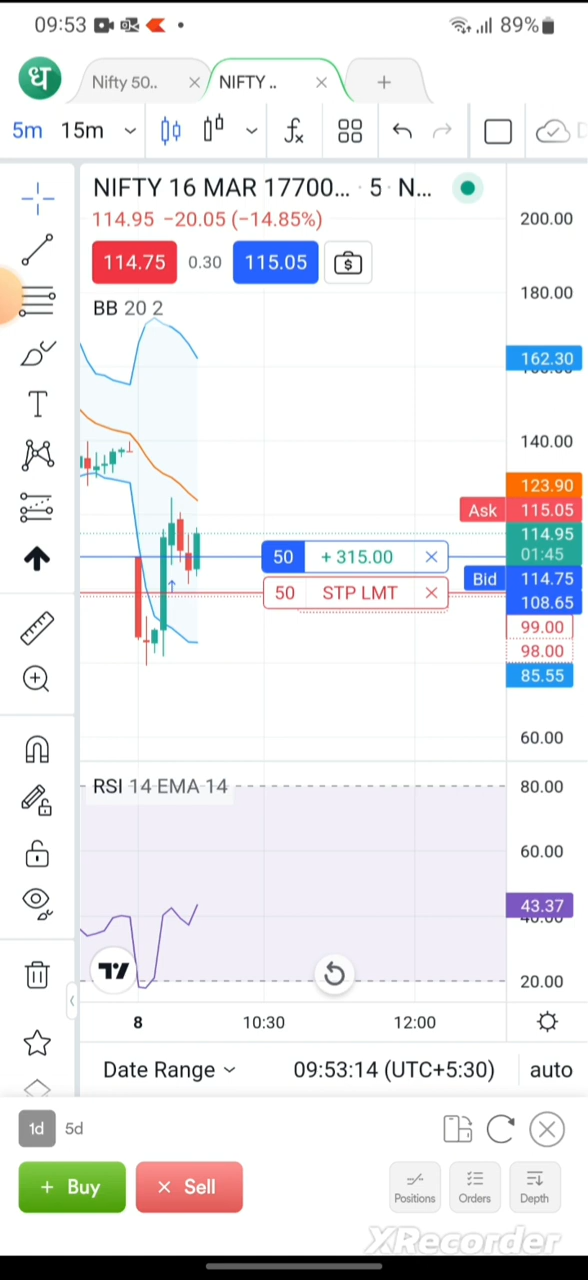 09:53
89%
ध
Nifty 50.. ×
NIFTY .. ×
+
5m 15m
NIFTY 16 MAR 17700... · 5 · N...
114.95 −20.05 (−14.85%)
114.75 0.30 115.05
BB 20 2
200.00
180.00
162.30
140.00
123.90
Ask 115.05
114.95
01:45
50 + 315.00 ×
Bid 114.75
108.65
50 STP LMT ×
99.00
98.00
85.55
60.00
RSI 14 EMA 14
80.00
60.00
43.37
20.00
8 10:30 12:00
Date Range 09:53:14 (UTC+5:30) auto
1d 5d
+ Buy × Sell
Positions Orders Depth
XRecorder